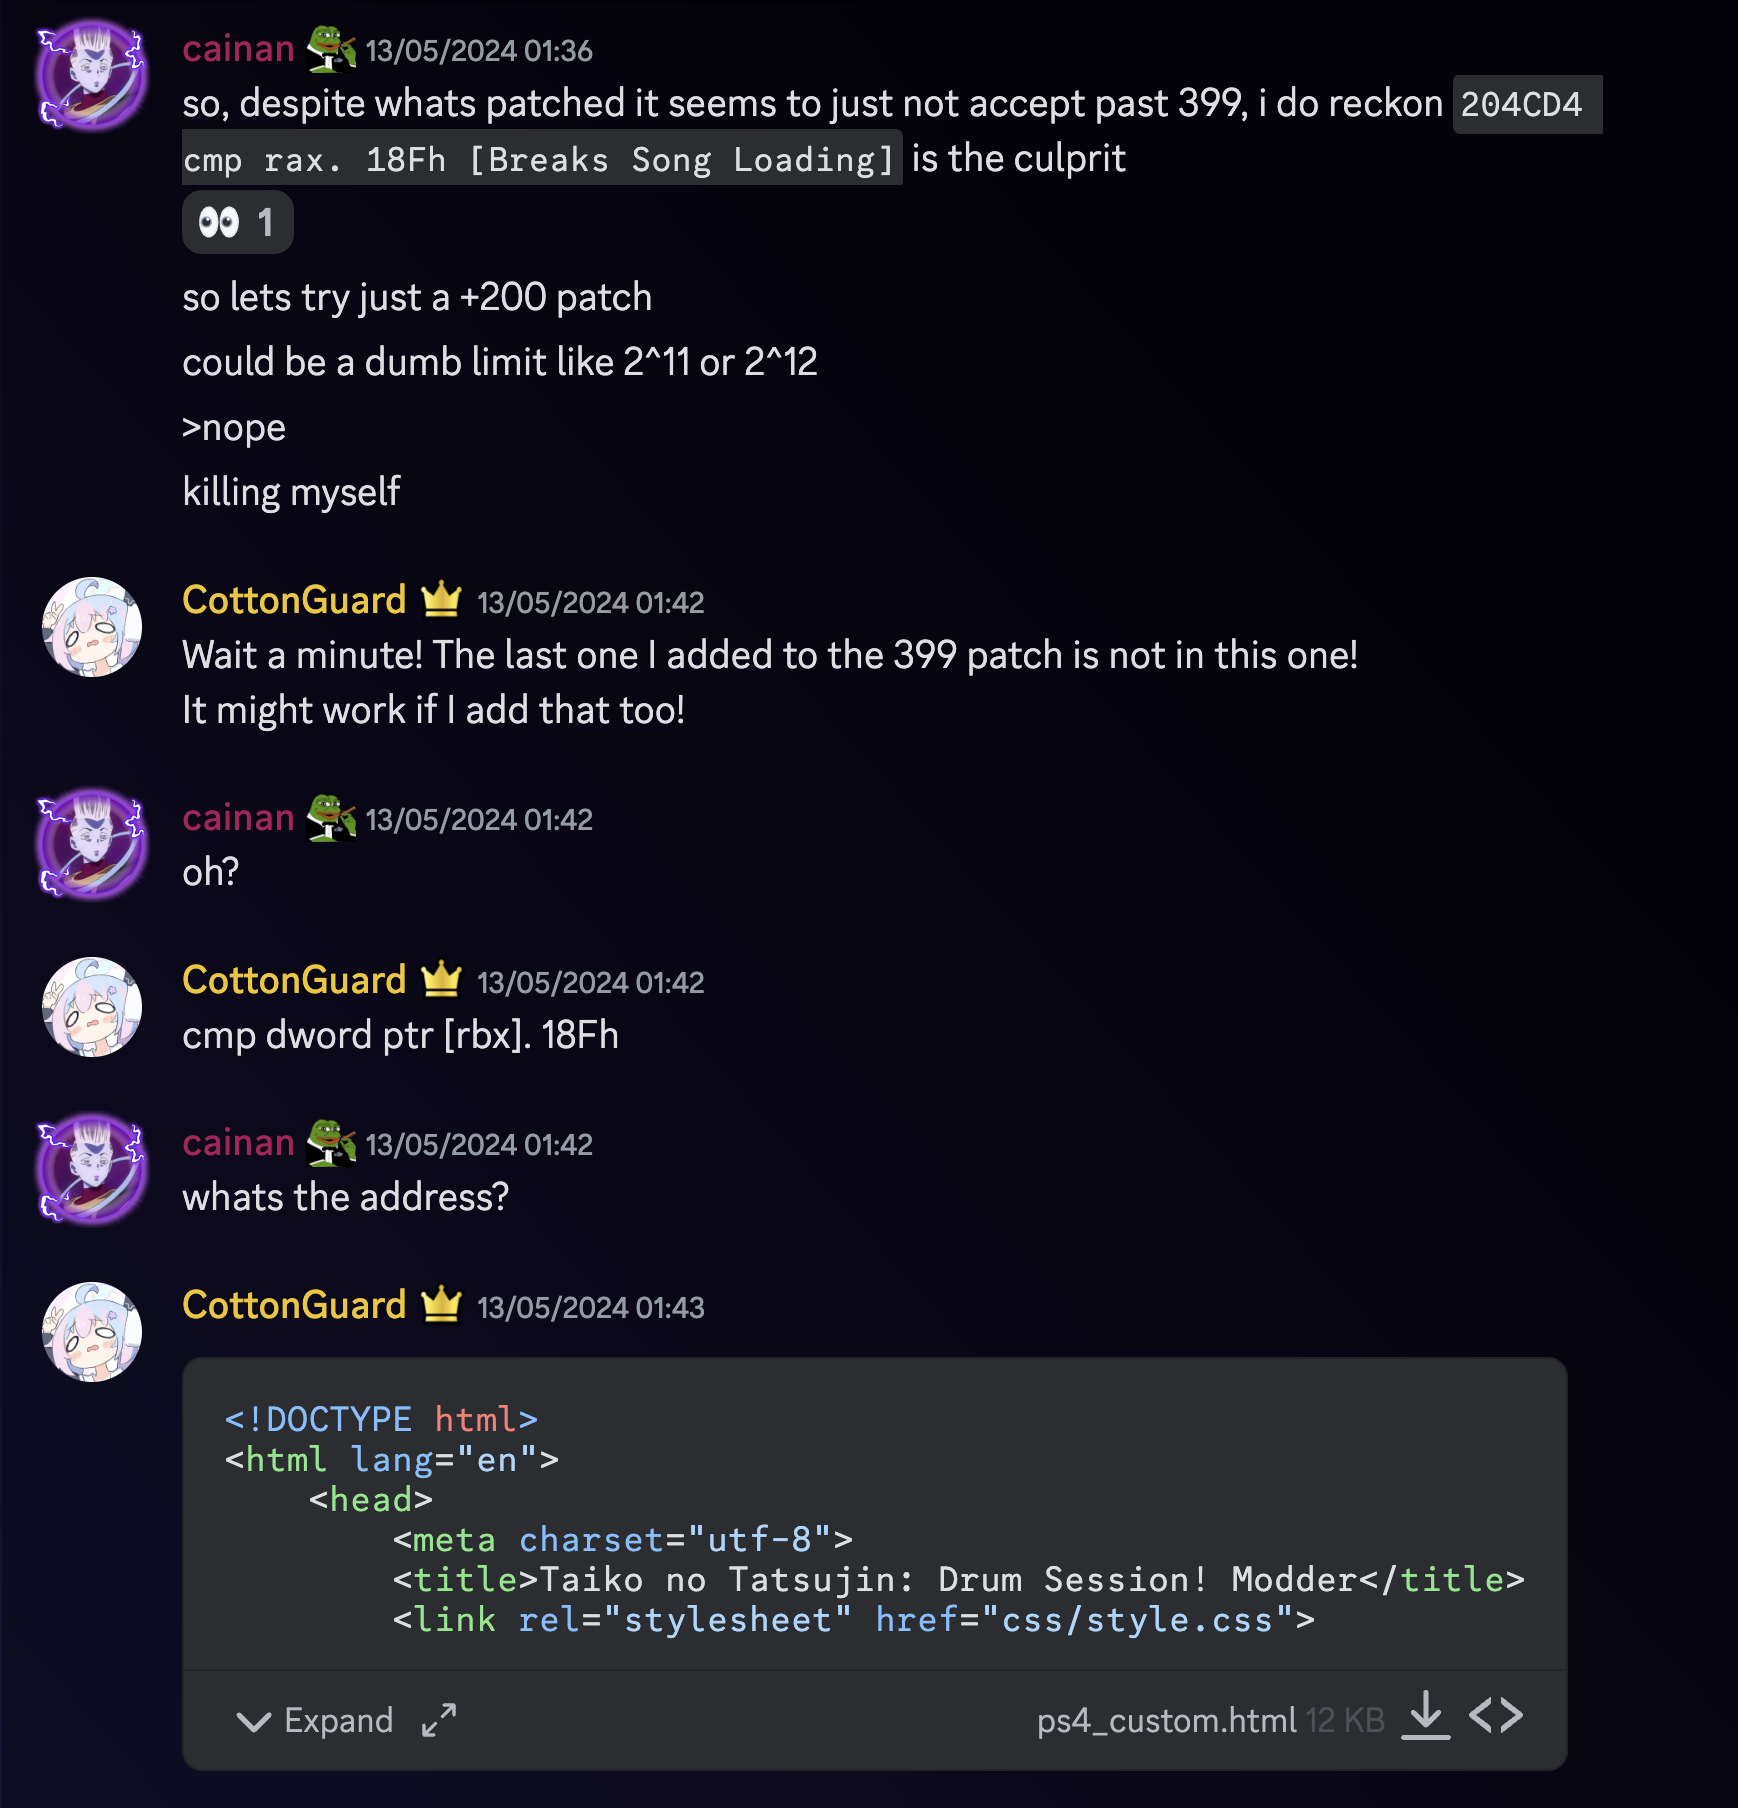 cainan 13/05/2024 01:36
so, despite whats patched it seems to just not accept past 399, i do reckon 204CD4
cmp rax. 18Fh [Breaks Song Loading] is the culprit
👀 1
so lets try just a +200 patch
could be a dumb limit like 2^11 or 2^12
>nope
killing myself
CottonGuard 13/05/2024 01:42
Wait a minute! The last one I added to the 399 patch is not in this one!
It might work if I add that too!
cainan 13/05/2024 01:42
oh?
CottonGuard 13/05/2024 01:42
cmp dword ptr [rbx]. 18Fh
cainan 13/05/2024 01:42
whats the address?
CottonGuard 13/05/2024 01:43
<!DOCTYPE html>
<html lang="en">
    <head>
        <meta charset="utf-8">
        <title>Taiko no Tatsujin: Drum Session! Modder</title>
        <link rel="stylesheet" href="css/style.css">
Expand ps4_custom.html 12 KB